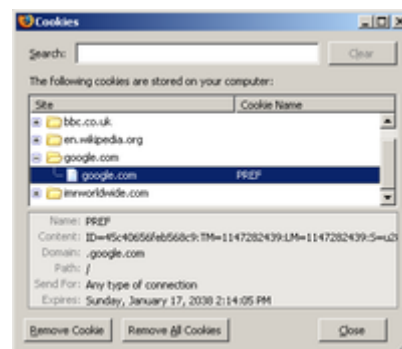 Cookies
Search: Clear
The following cookies are stored on your computer:
Site Cookie Name
bbc.co.uk
en.wikipedia.org
google.com
google.com PREF
imrworldwide.com
Name: PREF
Content: ID=45c40656feb568c9:TM=1147282439:LM=1147282439:S=u2
Domain: .google.com
Path: /
Send For: Any type of connection
Expires: Sunday, January 17, 2038 2:14:05 PM
Remove Cookie Remove All Cookies Close